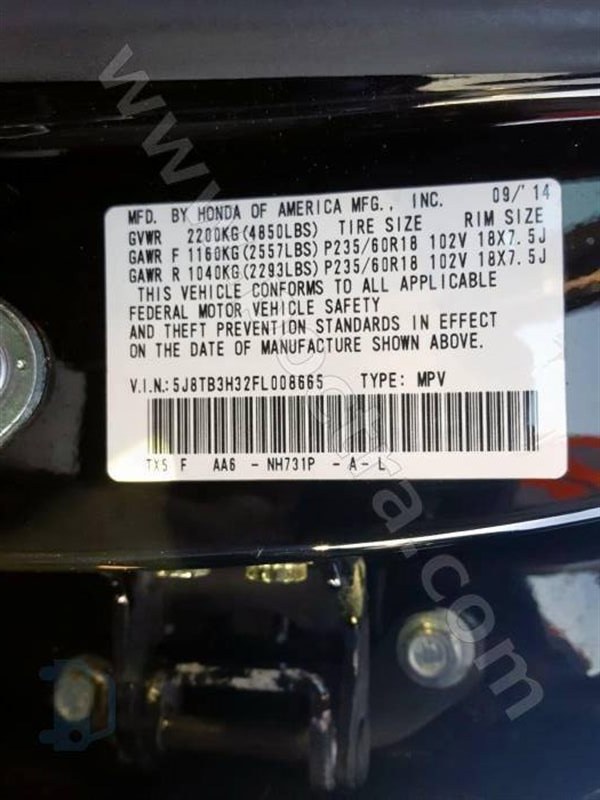 MFD. BY HONDA OF AMERICA MFG., INC. 09/'14
GVWR 2200KG(4850LBS) TIRE SIZE RIM SIZE
GAWR F 1160KG(2557LBS) P235/60R18 102V 18X7.5J
GAWR R 1040KG(2293LBS) P235/60R18 102V 18X7.5J
THIS VEHICLE CONFORMS TO ALL APPLICABLE
FEDERAL MOTOR VEHICLE SAFETY
AND THEFT PREVENTION STANDARDS IN EFFECT
ON THE DATE OF MANUFACTURE SHOWN ABOVE.
V.I.N.: 5J8TB3H32FL008665 TYPE: MPV
TX5 F AA6 - NH731P - A - L